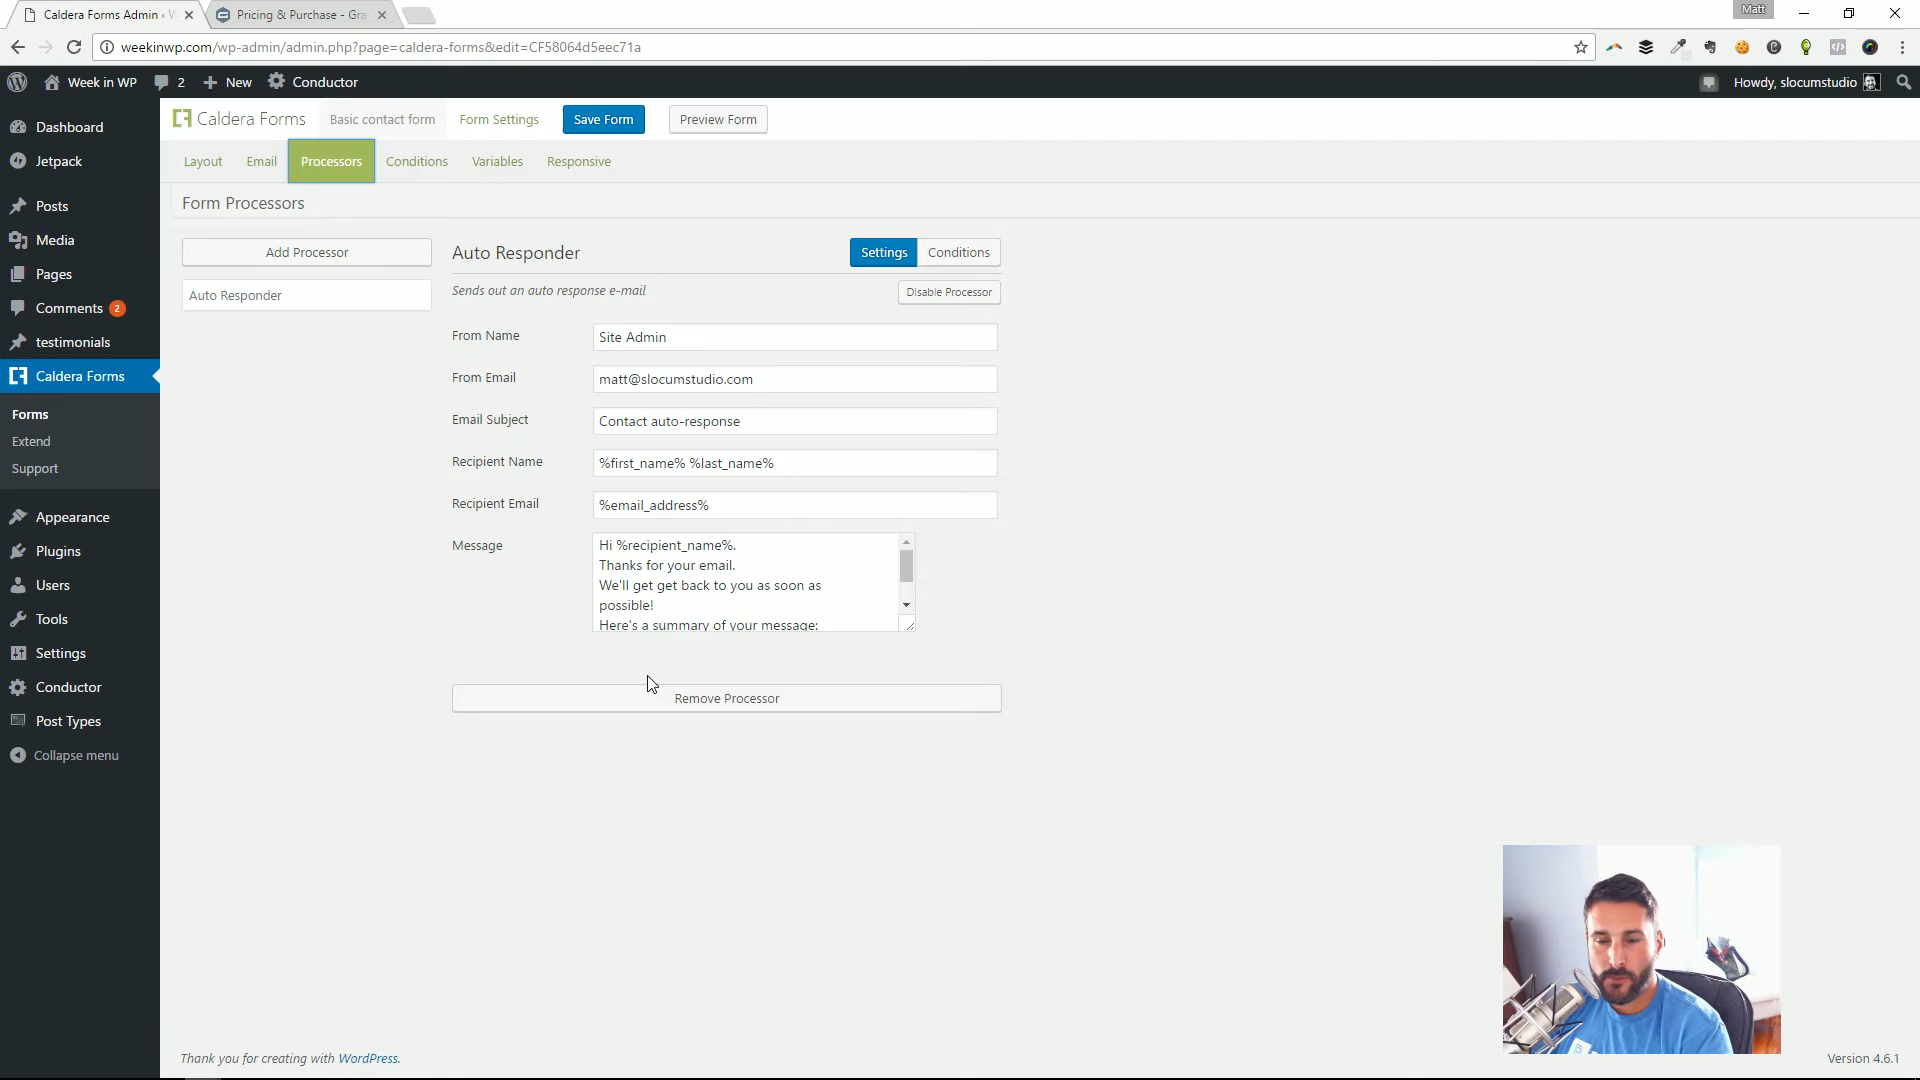 Caldera Forms Admin ‹ W
Pricing & Purchase - Gra
Matt
weekinwp.com/wp-admin/admin.php?page=caldera-forms&edit=CF58064d5eec71a
Week in WP
2
New
Conductor
Howdy, slocumstudio
Dashboard
Jetpack
Posts
Media
Pages
Comments 2
testimonials
Caldera Forms
Forms
Extend
Support
Appearance
Plugins
Users
Tools
Settings
Conductor
Post Types
Collapse menu
Caldera Forms
Basic contact form
Form Settings
Save Form
Preview Form
Layout
Email
Processors
Conditions
Variables
Responsive
Form Processors
Add Processor
Auto Responder
Auto Responder
Settings
Conditions
Sends out an auto response e-mail
Disable Processor
From Name
Site Admin
From Email
matt@slocumstudio.com
Email Subject
Contact auto-response
Recipient Name
%first_name% %last_name%
Recipient Email
%email_address%
Message
Hi %recipient_name%.
Thanks for your email.
We'll get get back to you as soon as
possible!
Here's a summary of your message:
Remove Processor
Thank you for creating with WordPress.
Version 4.6.1